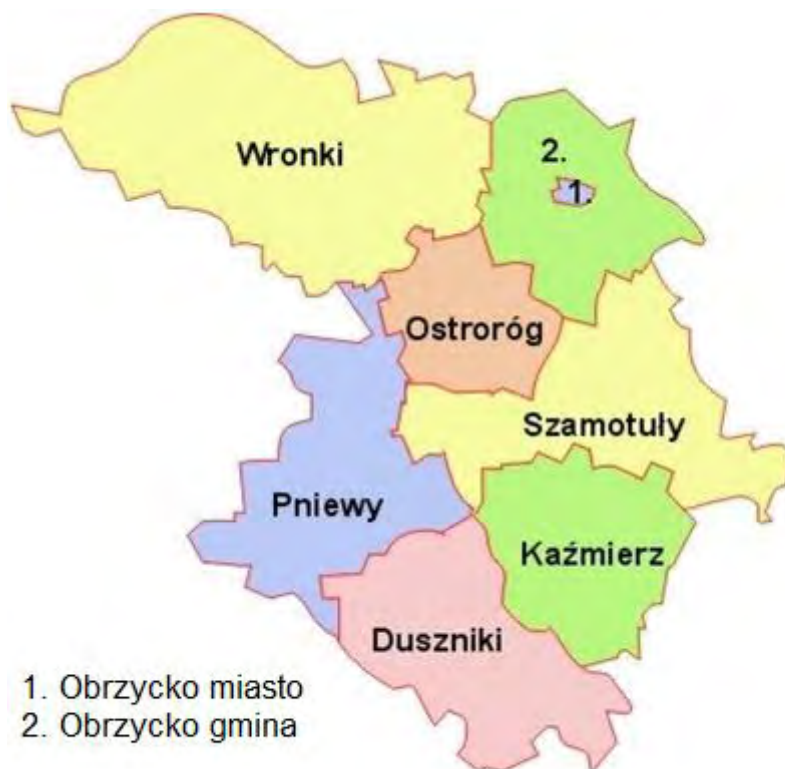 Wronki
2.
1.
Ostroróg
Szamotuły
Pniewy
Kaźmierz
Duszniki
1. Obrzycko miasto
2. Obrzycko gmina